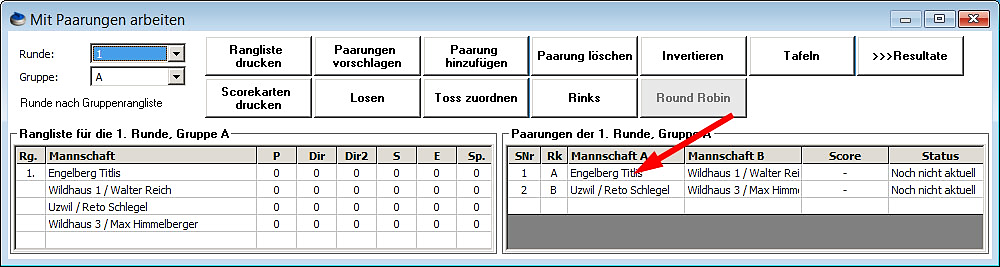 Mit Paarungen arbeiten
Runde: 1
Gruppe: A
Runde nach Gruppenrangliste
Rangliste drucken
Paarungen vorschlagen
Paarung hinzufügen
Paarung löschen
Invertieren
Tafeln
>>>Resultate
Scorekarten drucken
Losen
Toss zuordnen
Rinks
Round Robin
Rangliste für die 1. Runde, Gruppe A
Rg. Mannschaft P Dir Dir2 S E Sp.
1. Engelberg Titlis 0 0 0 0 0 0
Wildhaus 1 / Walter Reich 0 0 0 0 0 0
Uzwil / Reto Schlegel 0 0 0 0 0 0
Wildhaus 3 / Max Himmelberger 0 0 0 0 0 0
Paarungen der 1. Runde, Gruppe A
SNr Rk Mannschaft A Mannschaft B Score Status
1 A Engelberg Titlis Wildhaus 1 / Walter Rei - Noch nicht aktuell
2 B Uzwil / Reto Schlegel Wildhaus 3 / Max Himme - Noch nicht aktuell